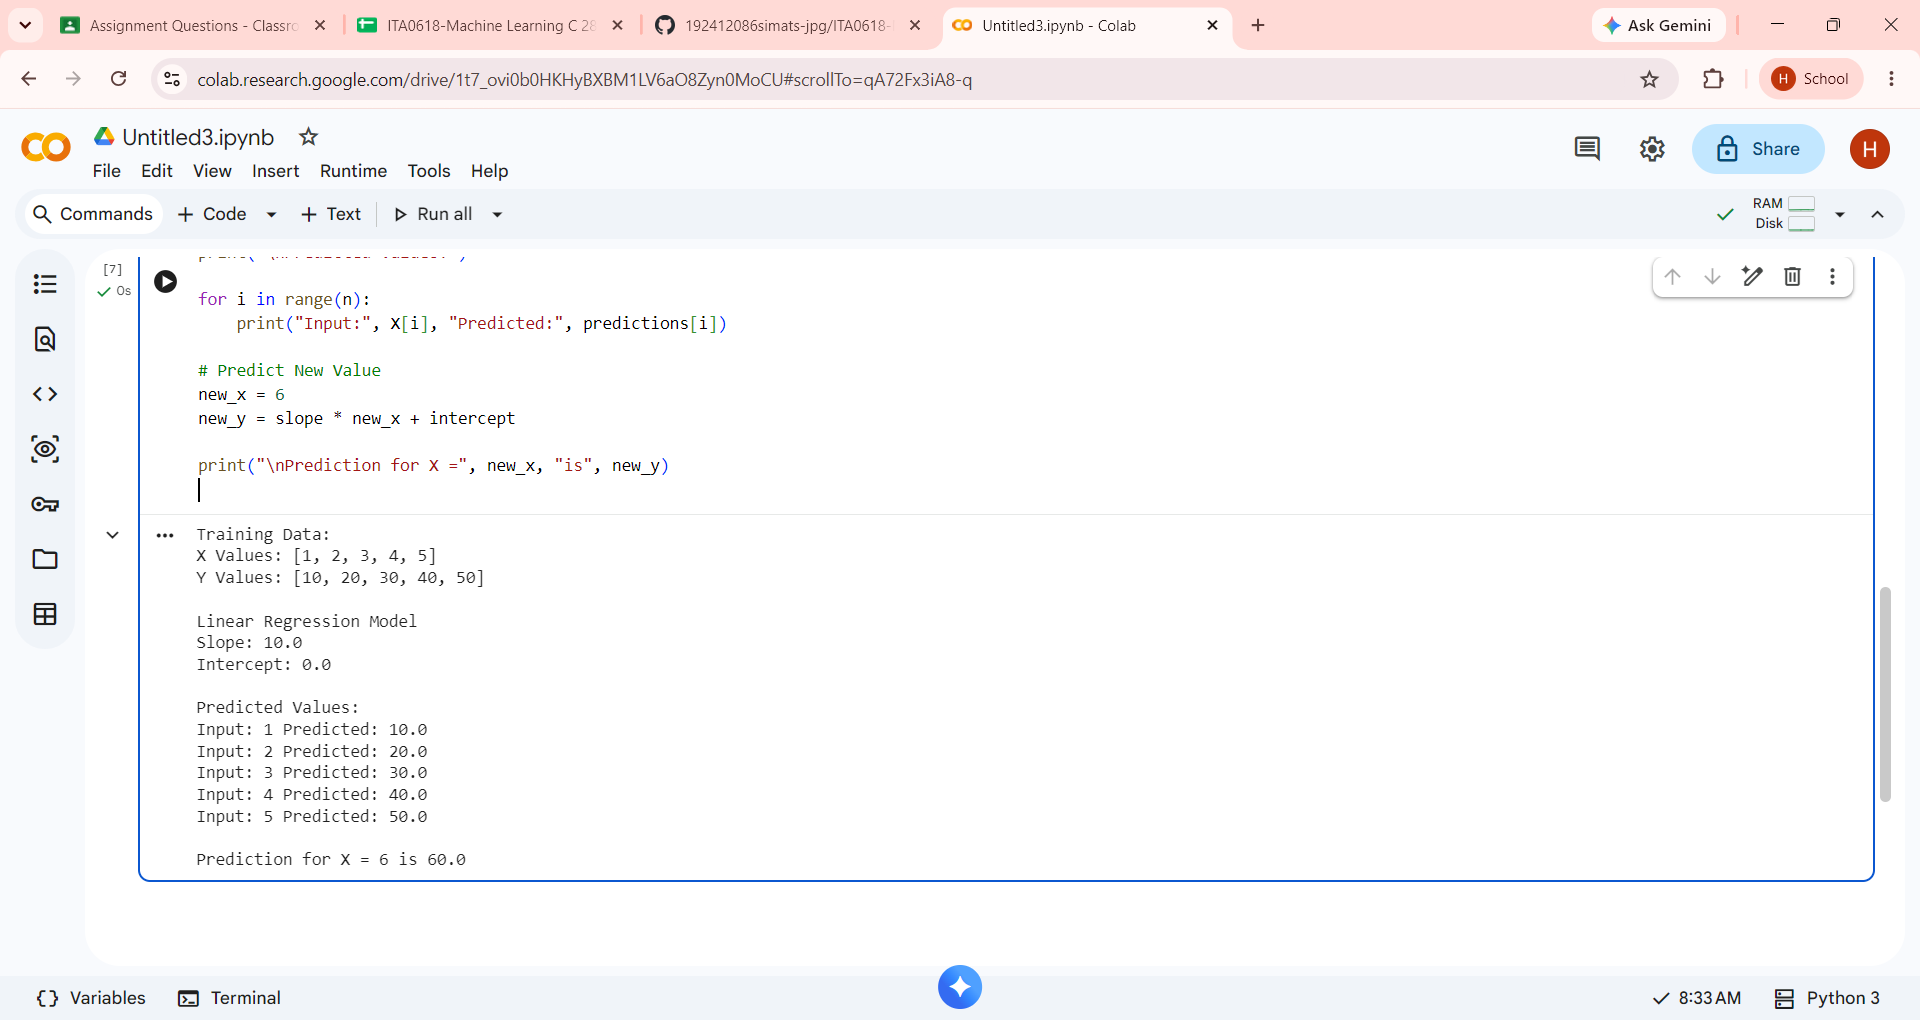 Assignment Questions - Classro
ITA0618-Machine Learning C 28
192412086simats-jpg/ITA0618-
Untitled3.ipynb - Colab
Ask Gemini
colab.research.google.com/drive/1t7_ovi0b0HKHyBXBM1LV6aO8Zyn0MoCU#scrollTo=qA72Fx3iA8-q
H School
Untitled3.ipynb
File Edit View Insert Runtime Tools Help
Share
H
Commands + Code + Text Run all
RAM
Disk
[7]
0s
for i in range(n):
print("Input:", X[i], "Predicted:", predictions[i])
# Predict New Value
new_x = 6
new_y = slope * new_x + intercept
print("\nPrediction for X =", new_x, "is", new_y)
Training Data:
X Values: [1, 2, 3, 4, 5]
Y Values: [10, 20, 30, 40, 50]
Linear Regression Model
Slope: 10.0
Intercept: 0.0
Predicted Values:
Input: 1 Predicted: 10.0
Input: 2 Predicted: 20.0
Input: 3 Predicted: 30.0
Input: 4 Predicted: 40.0
Input: 5 Predicted: 50.0
Prediction for X = 6 is 60.0
Variables
Terminal
8:33 AM
Python 3